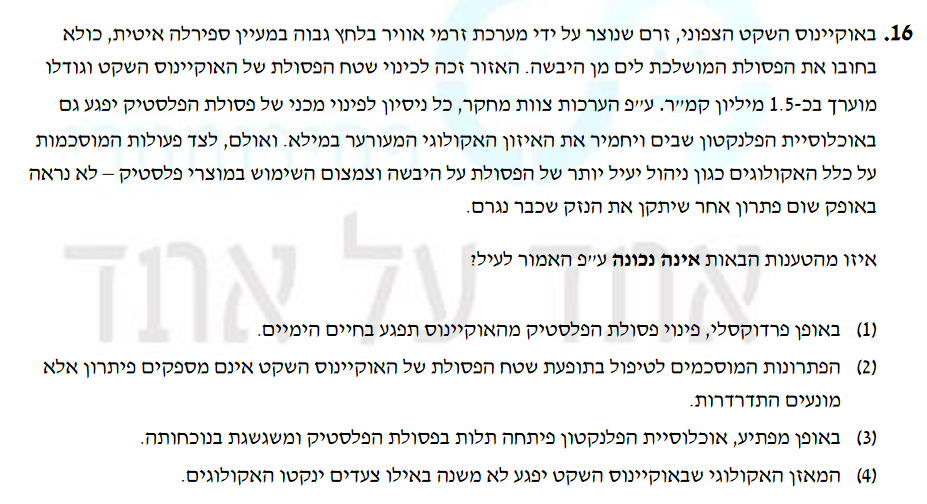 16. באוקיינוס השקט הצפוני, זרם שנוצר על ידי מערכת זרמי אוויר בלחץ גבוה במעיין ספירלה איטית, כולא
בחובו את הפסולת המושלכת לים מן היבשה. האזור זכה לכינוי שטח הפסולת של האוקיינוס השקט וגודלו
מוערך בכ-1.5 מיליון קמ״ר. ע״פ הערכות צוות מחקר, כל ניסיון לפינוי מכני של פסולת הפלסטיק יפגע גם
באוכלוסיית הפלנקטון שבים ויחמיר את האיזון האקולוגי המעורער במילא. ואולם, לצד פעולות המוסכמות
על כלל האקולוגים כגון ניהול יעיל יותר של הפסולת על היבשה וצמצום השימוש במוצרי פלסטיק – לא נראה
באופק שום פתרון אחר שיתקן את הנזק שכבר נגרם.
איזו מהטענות הבאות אינה נכונה ע״פ האמור לעיל?
(1) באופן פרדוקסלי, פינוי פסולת הפלסטיק מהאוקיינוס תפגע בחיים הימיים.
(2) הפתרונות המוסכמים לטיפול בתופעת שטח הפסולת של האוקיינוס השקט אינם מספקים פיתרון אלא
מונעים התדרדרות.
(3) באופן מפתיע, אוכלוסיית הפלנקטון פיתחה תלות בפסולת הפלסטיק ומשגשגת בנוכחותה.
(4) המאזן האקולוגי שבאוקיינוס השקט יפגע לא משנה באילו צעדים ינקטו האקולוגים.
אחד על אחד